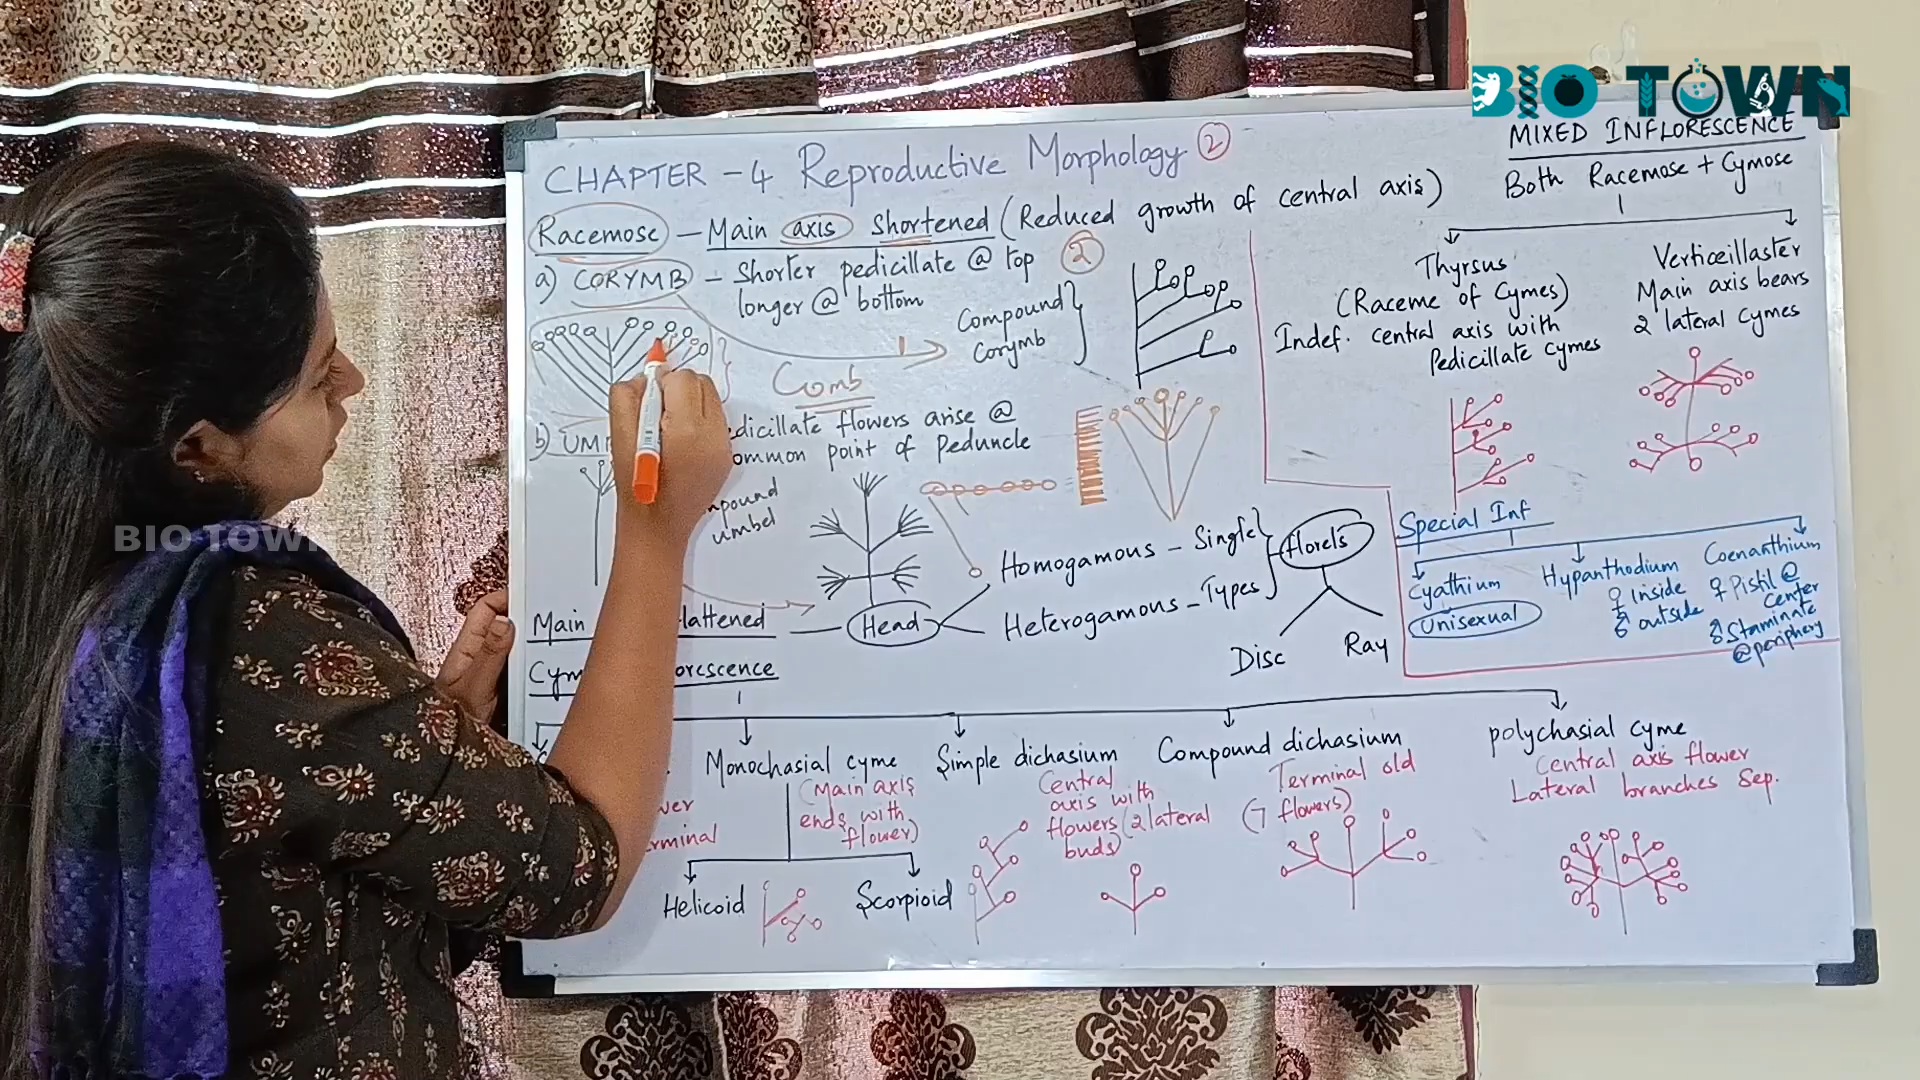 BIO TOWN
CHAPTER - 4 Reproductive Morphology 2
Racemose - Main axis Shortened (Reduced growth of central axis)
a) CORYMB - Shorter pedicillate @ top
longer @ bottom
2
Compound
Corymb
Comb
b)
pedicillate flowers arise @
common point of Peduncle
umbel
Head
Homogamous - Single
Heterogamous - Types
florets
Disc
Ray
Main
Monochasial cyme
(Main axis
ends with
flower)
Helicoid
Scorpioid
Simple dichasium
Central
axis with
flowers (2 lateral
buds)
Compound dichasium
Terminal old
(7 flowers)
polychasial cyme
Central axis flower
Lateral branches Sep.
MIXED INFLORESCENCE
Both Racemose + Cymose
Thyrsus
(Raceme of Cymes)
Indef. central axis with
Pedicillate cymes
Verticeillaster
Main axis bears
2 lateral cymes
Special Inf
Cyathium
Unisexual
Hypanthodium
♀ inside
♂ outside
Coenanthium
♀ Pistil @
Center
♂ Staminate
@periphery
BIO TOWN